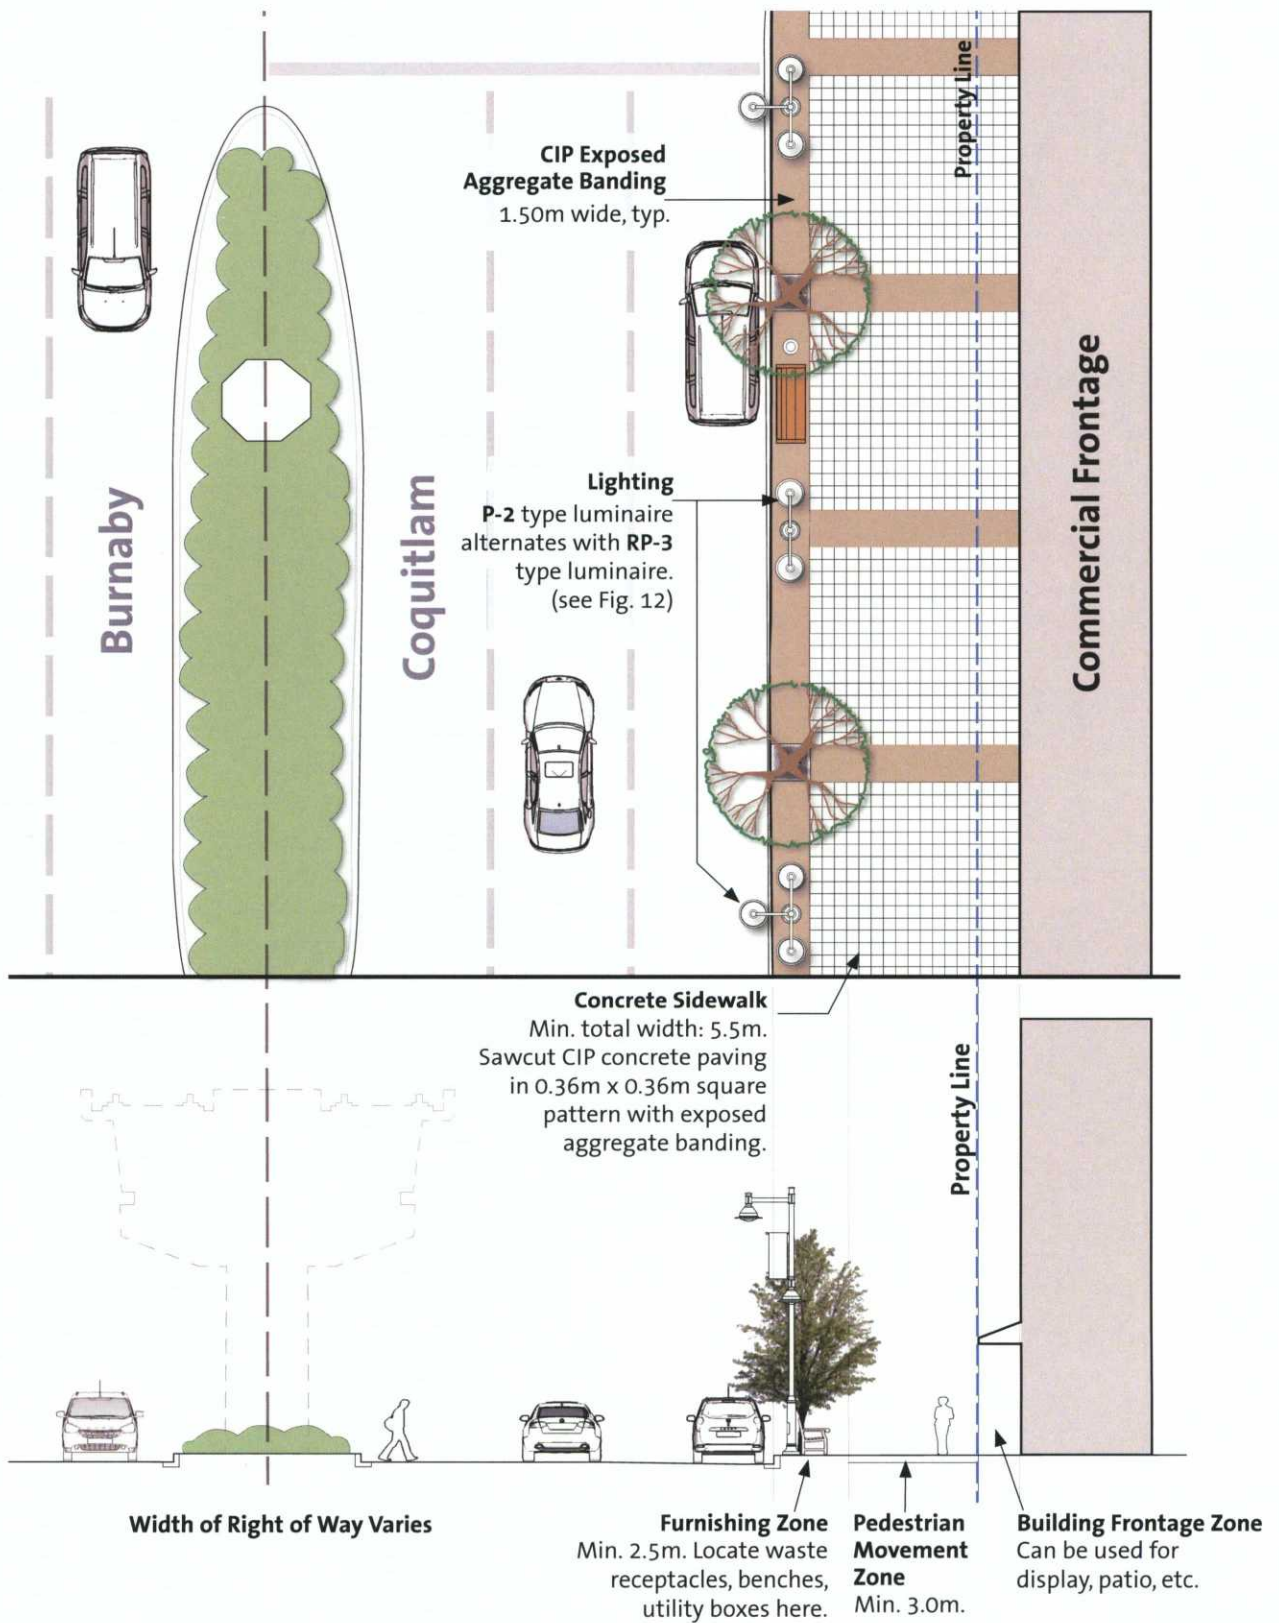 Property Line
CIP Exposed
Aggregate Banding
1.50m wide, typ.
Commercial Frontage
Burnaby
Coquitlam
Lighting
P-2 type luminaire
alternates with RP-3
type luminaire.
(see Fig. 12)
Concrete Sidewalk
Min. total width: 5.5m.
Sawcut CIP concrete paving
in 0.36m x 0.36m square
pattern with exposed
aggregate banding.
Property Line
Width of Right of Way Varies
Furnishing Zone
Min. 2.5m. Locate waste
receptacles, benches,
utility boxes here.
Pedestrian
Movement
Zone
Min. 3.0m.
Building Frontage Zone
Can be used for
display, patio, etc.